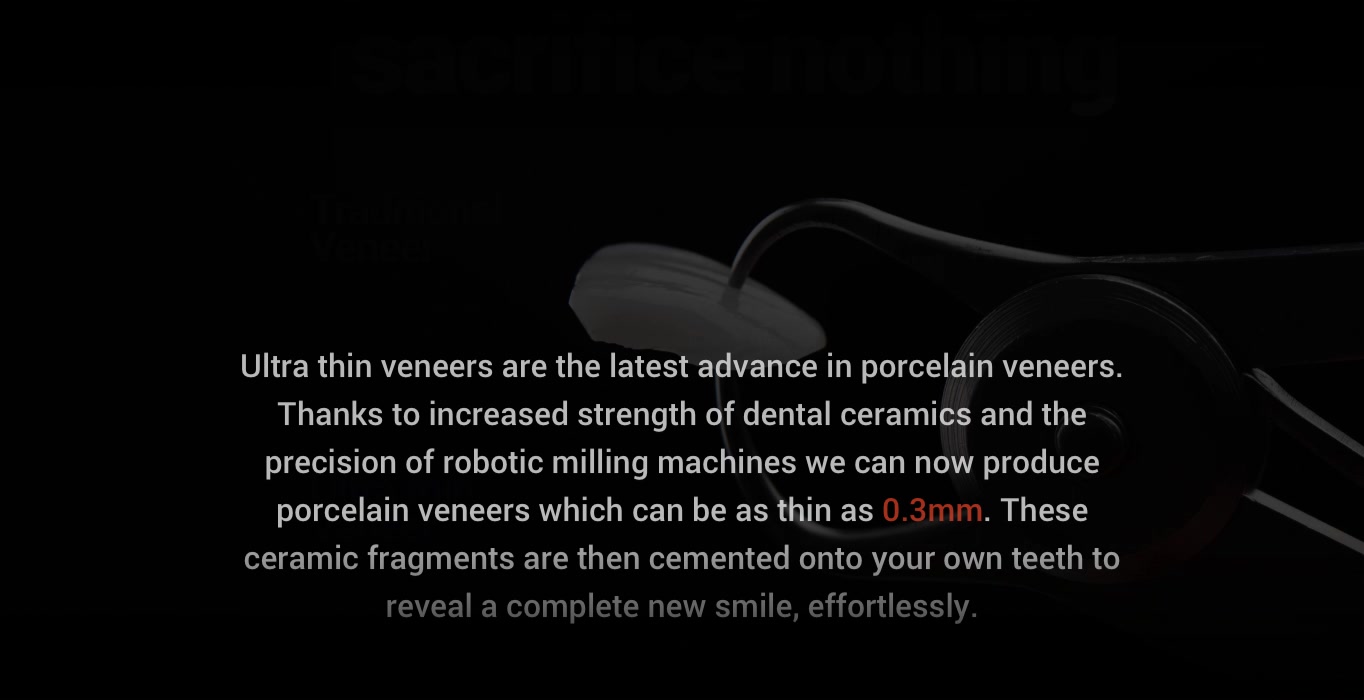 sacrifice nothing
Traditional
Veneer
Ultra thin veneers are the latest advance in porcelain veneers.
Thanks to increased strength of dental ceramics and the
precision of robotic milling machines we can now produce
porcelain veneers which can be as thin as 0.3mm. These
ceramic fragments are then cemented onto your own teeth to
reveal a complete new smile, effortlessly.